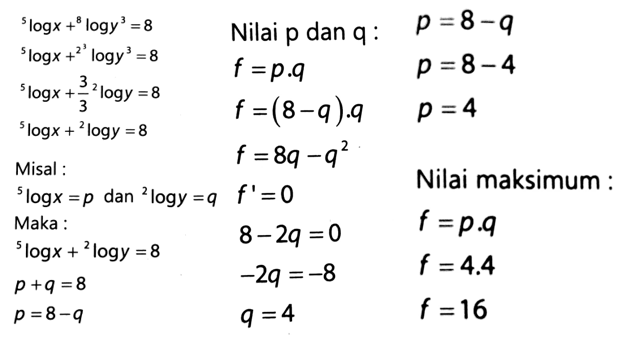 ⁵logx + ⁸logy³ = 8
⁵logx + ²^³logy³ = 8
⁵logx + 3/3 ²logy = 8
⁵logx + ²logy = 8
Misal :
⁵logx = p dan ²logy = q
Maka :
⁵logx + ²logy = 8
p + q = 8
p = 8 – q
Nilai p dan q :
f = p.q
f = (8 – q).q
f = 8q – q²
f ' = 0
8 – 2q = 0
–2q = –8
q = 4
p = 8 – q
p = 8 – 4
p = 4
Nilai maksimum :
f = p.q
f = 4.4
f = 16